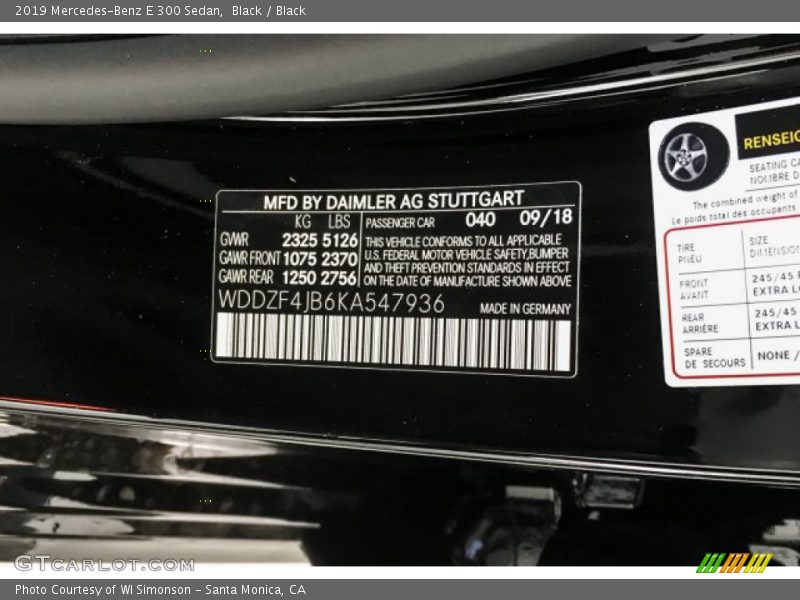 2019 Mercedes-Benz E 300 Sedan, Black / Black
MFD BY DAIMLER AG STUTTGART
KG LBS PASSENGER CAR 040 09/18
GVWR 2325 5126
GAWR FRONT 1075 2370
GAWR REAR 1250 2756
THIS VEHICLE CONFORMS TO ALL APPLICABLE
U.S. FEDERAL MOTOR VEHICLE SAFETY, BUMPER
AND THEFT PREVENTION STANDARDS IN EFFECT
ON THE DATE OF MANUFACTURE SHOWN ABOVE
WDDZF4JB6KA547936 MADE IN GERMANY
SEATING
The combined weight of
Le poids total des occupants
TIRE SIZE
PNEU
FRONT 245/45
AVANT EXTRA
REAR 245/45
ARRIÈRE EXTRA
SPARE NONE /
DE SECOURS
GTCARLOT.COM
Photo Courtesy of WI Simonson - Santa Monica, CA